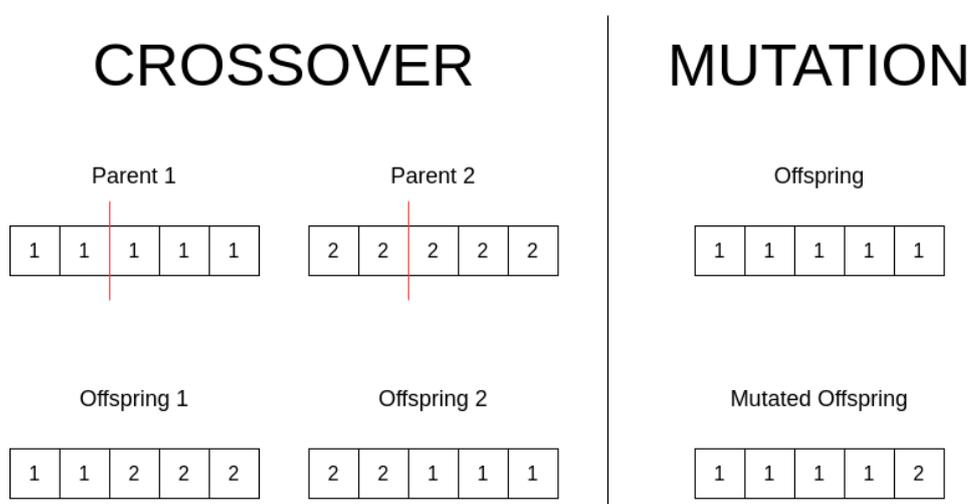 CROSSOVER
MUTATION
Parent 1
Parent 2
Offspring
1 1 1 1 1
2 2 2 2 2
1 1 1 1 1
Offspring 1
Offspring 2
Mutated Offspring
1 1 2 2 2
2 2 1 1 1
1 1 1 1 2